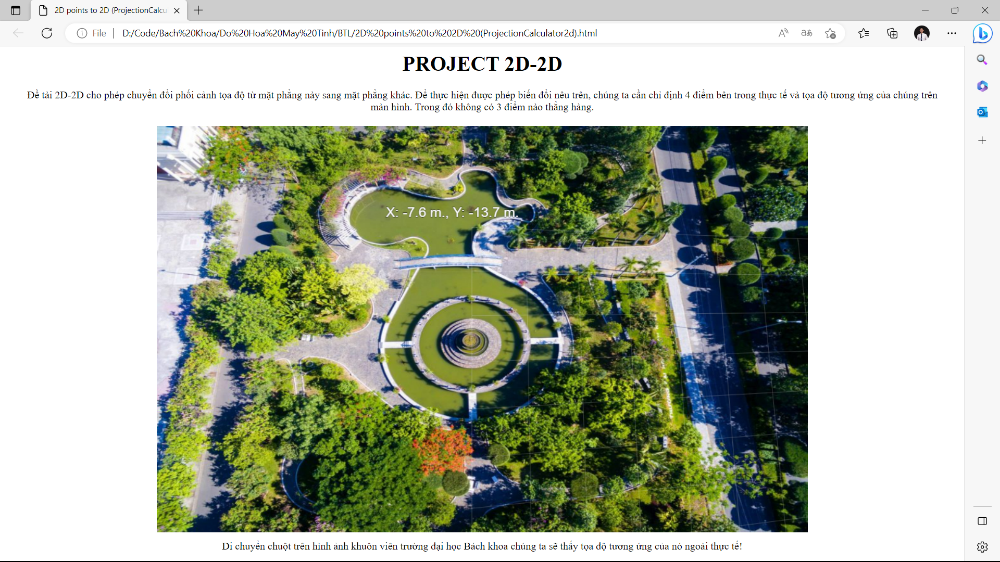 2D points to 2D (ProjectionCalcu
File
D:/Code/Bach%20Khoa/Do%20Hoa%20May%20Tinh/BTL/2D%20points%20to%202D%20(ProjectionCalculator2d).html
PROJECT 2D-2D
Đề tài 2D-2D cho phép chuyển đổi phối cảnh tọa độ từ mặt phẳng này sang mặt phẳng khác. Để thực hiện được phép biến đổi nêu trên, chúng ta cần chỉ định 4 điểm bên trong thực tế và tọa độ tương ứng của chúng trên
màn hình. Trong đó không có 3 điểm nào thẳng hàng.
X: -7.6 m., Y: -13.7 m.
Di chuyển chuột trên hình ảnh khuôn viên trường đại học Bách khoa chúng ta sẽ thấy tọa độ tương ứng của nó ngoài thực tế!